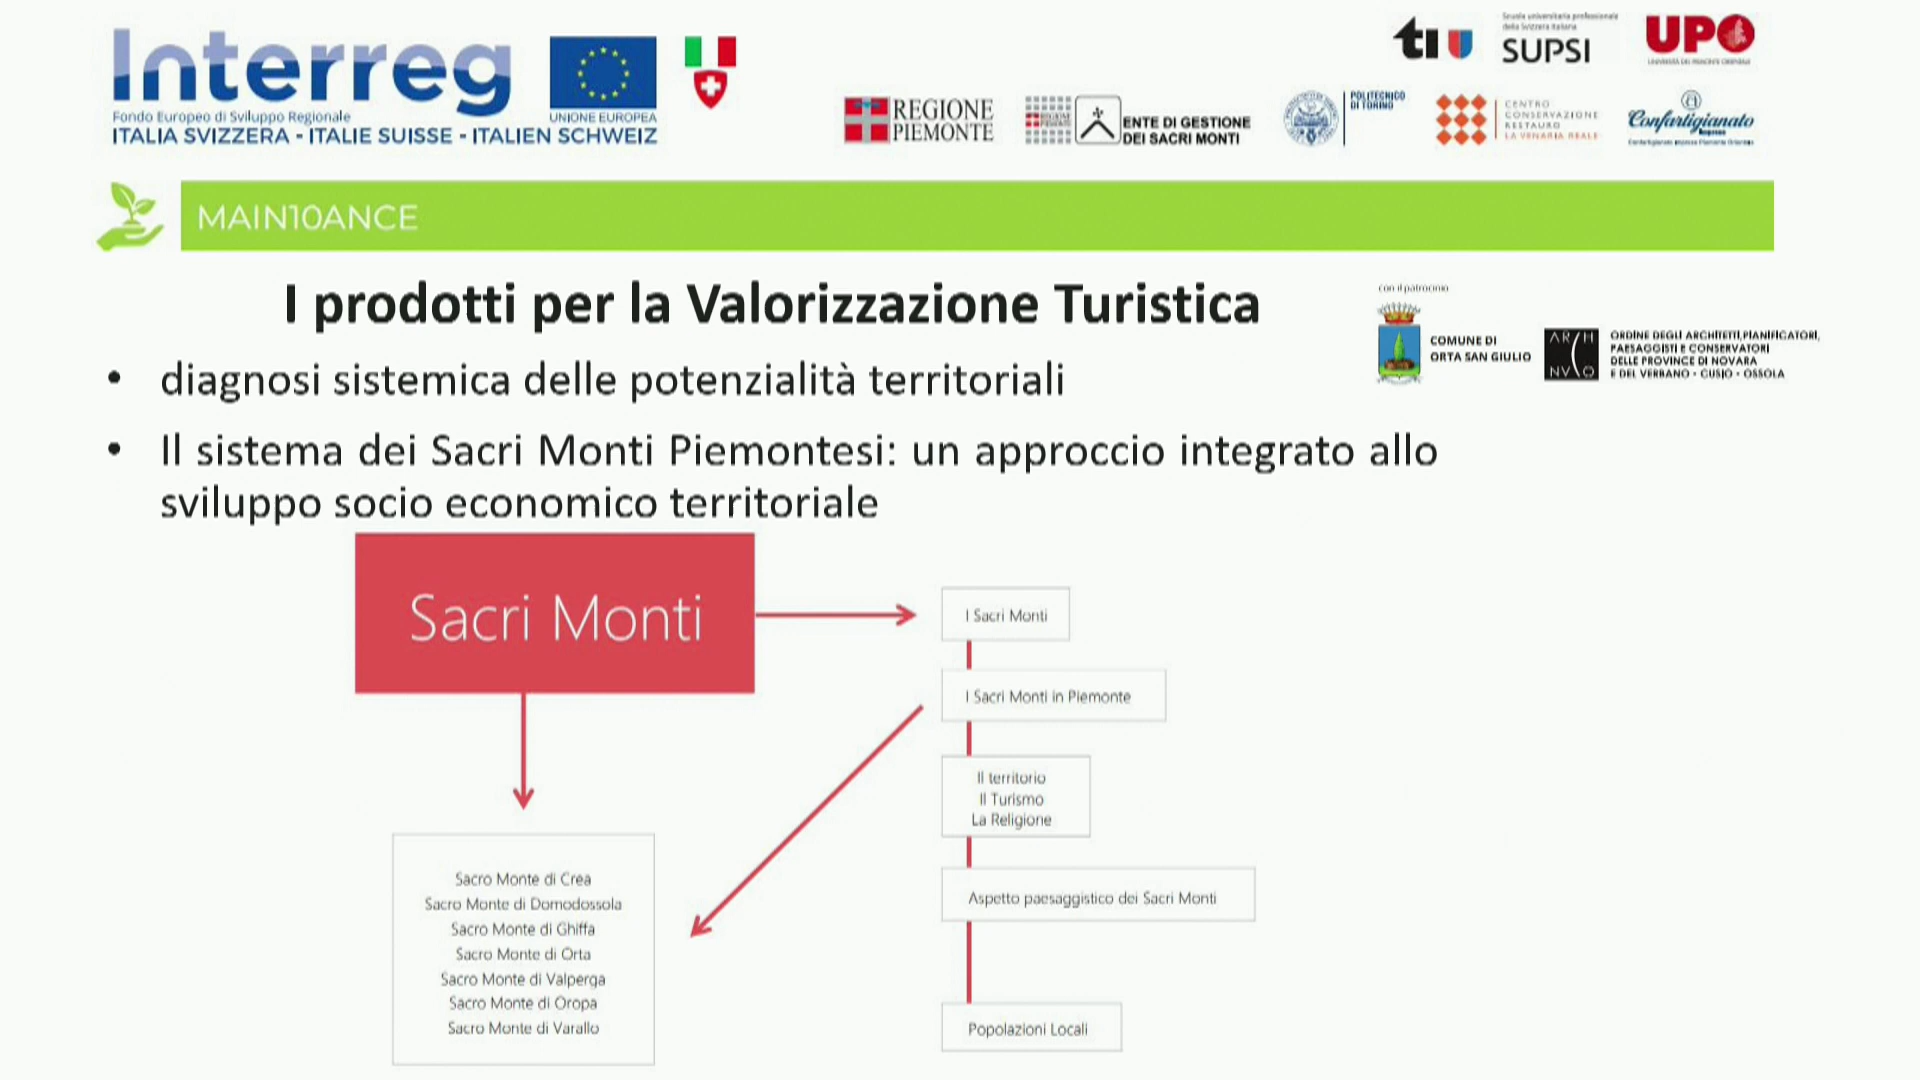 Interreg
Fondo Europeo di Sviluppo Regionale
UNIONE EUROPEA
ITALIA SVIZZERA - ITALIE SUISSE - ITALIEN SCHWEIZ
REGIONE
PIEMONTE
ENTE DI GESTIONE
DEI SACRI MONTI
ti
Scuola universitaria professionale
della Svizzera italiana
SUPSI
UPO
POLITECNICO
DI TORINO
CENTRO
CONSERVAZIONE
RESTAURO
LA VENARIA REALE
Confartigianato
Imprese
MAIN10ANCE
I prodotti per la Valorizzazione Turistica
con il patrocinio
COMUNE DI
ORTA SAN GIULIO
AR/H
NV(O
ORDINE DEGLI ARCHITETTI, PIANIFICATORI,
PAESAGGISTI E CONSERVATORI
DELLE PROVINCE DI NOVARA
E DEL VERBANO - CUSIO - OSSOLA
• diagnosi sistemica delle potenzialità territoriali
• Il sistema dei Sacri Monti Piemontesi: un approccio integrato allo
sviluppo socio economico territoriale
Sacri Monti
I Sacri Monti
I Sacri Monti in Piemonte
Il territorio
Il Turismo
La Religione
Aspetto paesaggistico dei Sacri Monti
Popolazioni Locali
Sacro Monte di Crea
Sacro Monte di Domodossola
Sacro Monte di Ghiffa
Sacro Monte di Orta
Sacro Monte di Valperga
Sacro Monte di Oropa
Sacro Monte di Varallo